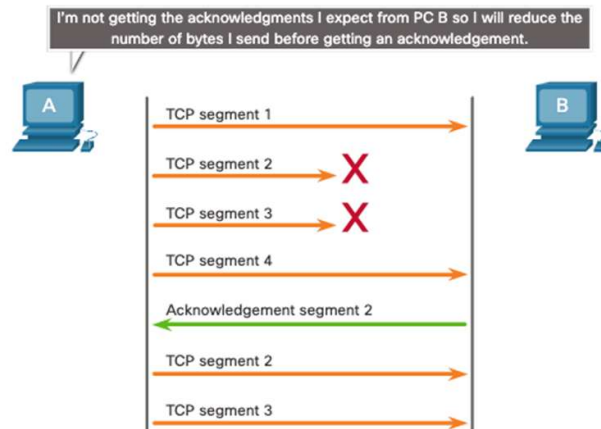 I'm not getting the acknowledgments I expect from PC B so I will reduce the
number of bytes I send before getting an acknowledgement.
A
B
TCP segment 1
TCP segment 2
X
TCP segment 3
X
TCP segment 4
Acknowledgement segment 2
TCP segment 2
TCP segment 3